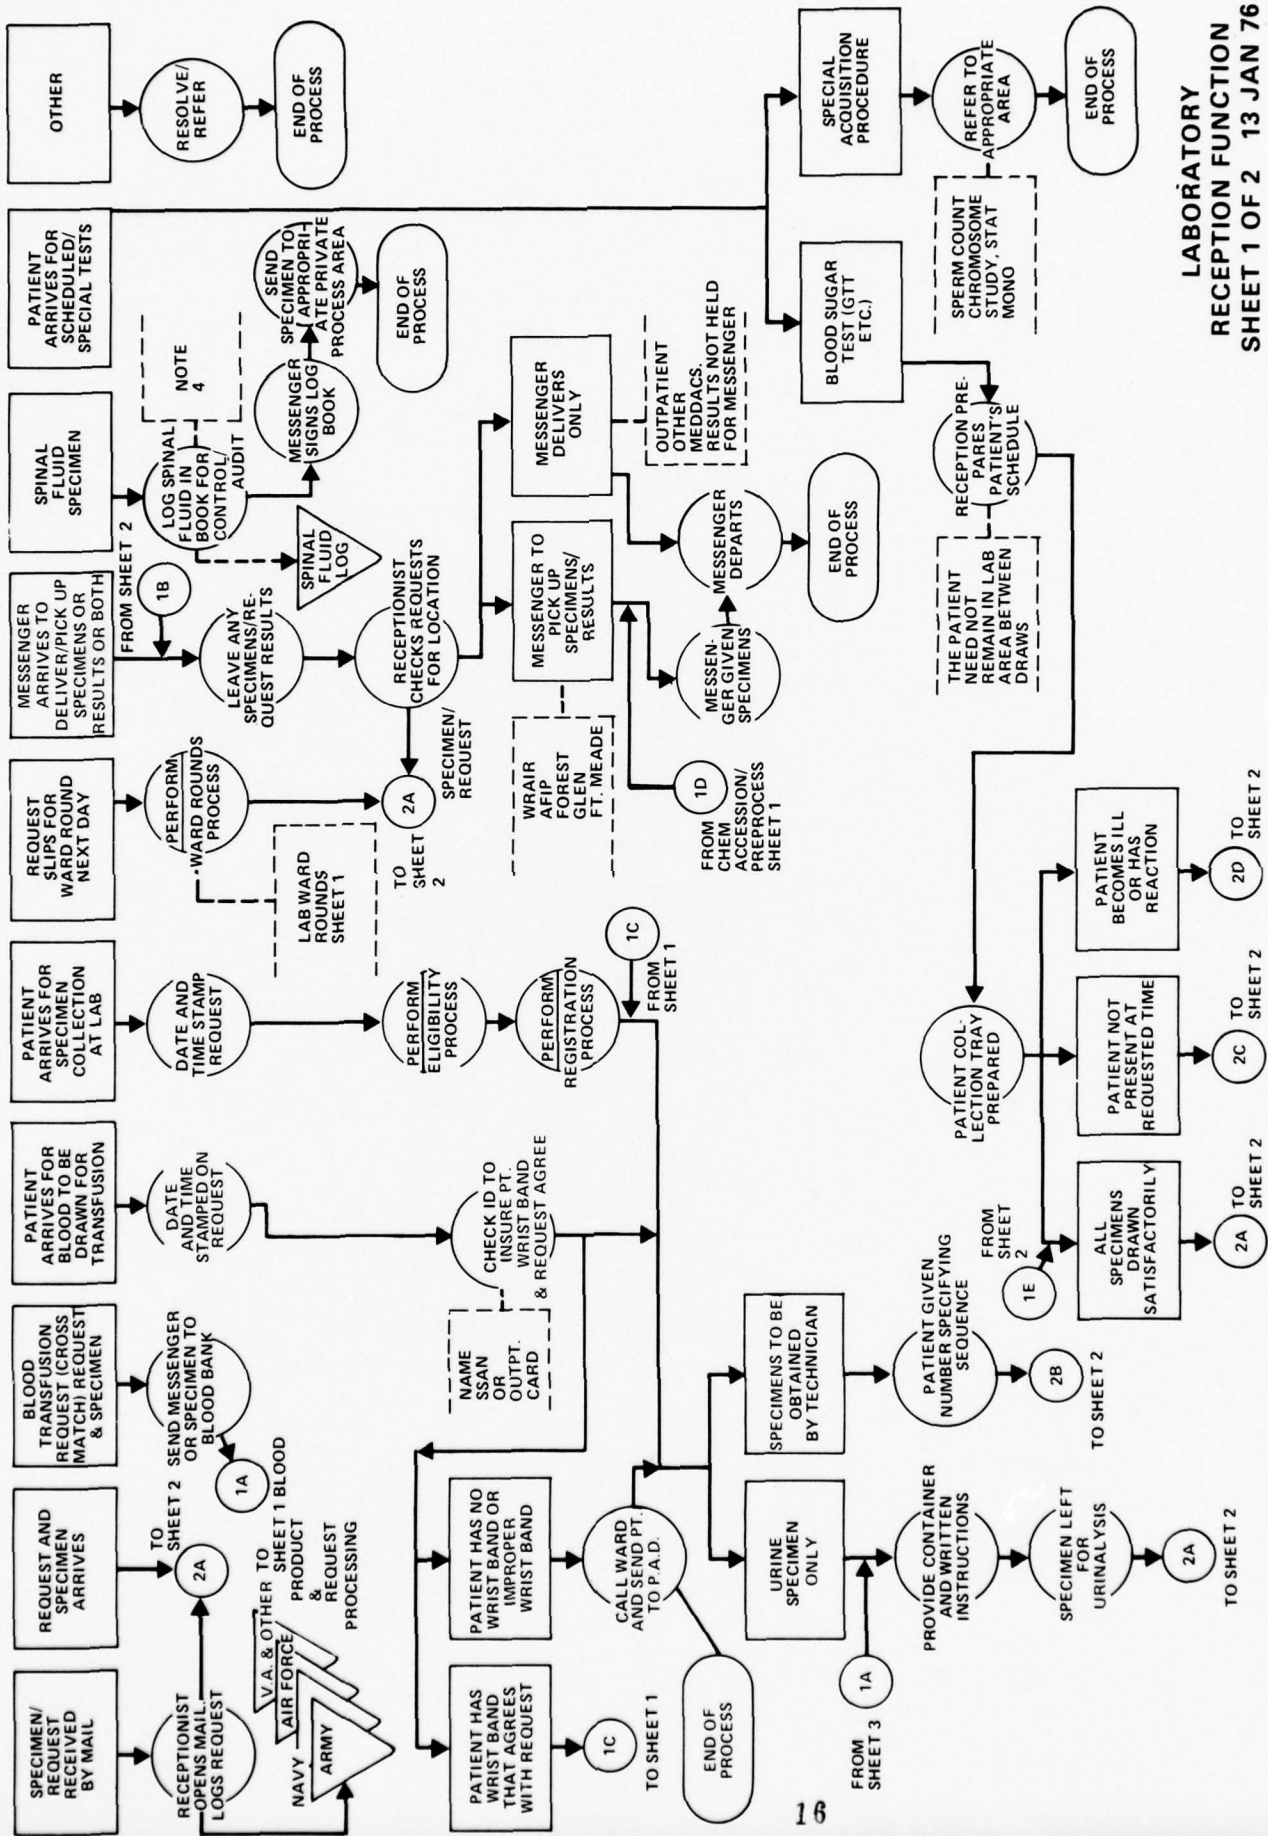 SPECIMEN/
REQUEST
RECEIVED
BY MAIL
RECEPTIONIST
OPENS MAIL.
LOGS REQUEST
NAVY
ARMY
AIR FORCE
V.A. & OTHER
REQUEST AND
SPECIMEN
ARRIVES
TO
SHEET 2
2A
BLOOD
TRANSFUSION
REQUEST (CROSS
MATCH) REQUEST
& SPECIMEN
SEND MESSENGER
OR SPECIMEN TO
BLOOD BANK
1A
TO
SHEET 1 BLOOD
PRODUCT
&
REQUEST
PROCESSING
PATIENT
ARRIVES FOR
BLOOD TO BE
DRAWN FOR
TRANSFUSION
DATE
AND TIME
STAMPED ON
REQUEST
CHECK ID TO
INSURE PT.
WRIST BAND
& REQUEST AGREE
NAME
SSAN
OR
OUTPT.
CARD
PATIENT HAS
WRIST BAND
THAT AGREES
WITH REQUEST
1C
TO SHEET 1
PATIENT HAS NO
WRIST BAND OR
IMPROPER
WRIST BAND
CALL WARD
AND SEND PT.
TO P.A.D.
END OF
PROCESS
PATIENT
ARRIVES FOR
SPECIMEN
COLLECTION
AT LAB
DATE AND
TIME STAMP
REQUEST
PERFORM
ELIGIBILITY
PROCESS
PERFORM
REGISTRATION
PROCESS
1C
FROM
SHEET 1
URINE
SPECIMEN
ONLY
1A
FROM
SHEET 3
PROVIDE CONTAINER
AND WRITTEN
INSTRUCTIONS
SPECIMEN LEFT
FOR
URINALYSIS
2A
TO SHEET 2
SPECIMENS TO BE
OBTAINED
BY TECHNICIAN
PATIENT GIVEN
NUMBER SPECIFYING
SEQUENCE
2B
TO SHEET 2
REQUEST
SLIPS FOR
WARD ROUND
NEXT DAY
PERFORM
WARD ROUNDS
PROCESS
LAB WARD
ROUNDS
SHEET 1
TO
SHEET
2
2A
SPECIMEN/
REQUEST
MESSENGER
ARRIVES TO
DELIVER/PICK UP
SPECIMENS OR
RESULTS OR BOTH
FROM SHEET 2
1B
LEAVE ANY
SPECIMENS/RE-
QUEST RESULTS
RECEPTIONIST
CHECKS REQUESTS
FOR LOCATION
MESSENGER TO
PICK UP
SPECIMENS/
RESULTS
WRAIR
AFIP
FOREST
GLEN
FT. MEADE
1D
FROM
CHEM
ACCESSION/
PREPROCESS
SHEET 1
MESSEN-
GER GIVEN
SPECIMENS
MESSENGER
DELIVERS
ONLY
OUTPATIENT
OTHER
MEDDACS.
RESULTS NOT HELD
FOR MESSENGER
MESSENGER
DEPARTS
END OF
PROCESS
SPINAL
FLUID
SPECIMEN
LOG SPINAL
FLUID IN
BOOK FOR
CONTROL/
AUDIT
NOTE
4
SPINAL
FLUID
LOG
MESSENGER
SIGNS LOG
BOOK
SEND
SPECIMEN TO
APPROPRI-
ATE PRIVATE
PROCESS AREA
END OF
PROCESS
PATIENT
ARRIVES FOR
SCHEDULED/
SPECIAL TESTS
BLOOD SUGAR
TEST (GTT
ETC.)
RECEPTION PRE-
PARES
PATIENT'S
SCHEDULE
THE PATIENT
NEED NOT
REMAIN IN LAB
AREA BETWEEN
DRAWS
PATIENT COL-
LECTION TRAY
PREPARED
FROM
SHEET
2
1E
ALL
SPECIMENS
DRAWN
SATISFACTORILY
2A
TO
SHEET 2
PATIENT NOT
PRESENT AT
REQUESTED TIME
2C
TO
SHEET 2
PATIENT
BECOMES ILL
OR HAS
REACTION
2D
TO
SHEET 2
SPECIAL
ACQUISITION
PROCEDURE
REFER TO
APPROPRIATE
AREA
SPERM COUNT
CHROMOSOME
STUDY, STAT
MONO
END OF
PROCESS
OTHER
RESOLVE/
REFER
END OF
PROCESS
LABORATORY
RECEPTION FUNCTION
SHEET 1 OF 2 13 JAN 76
16